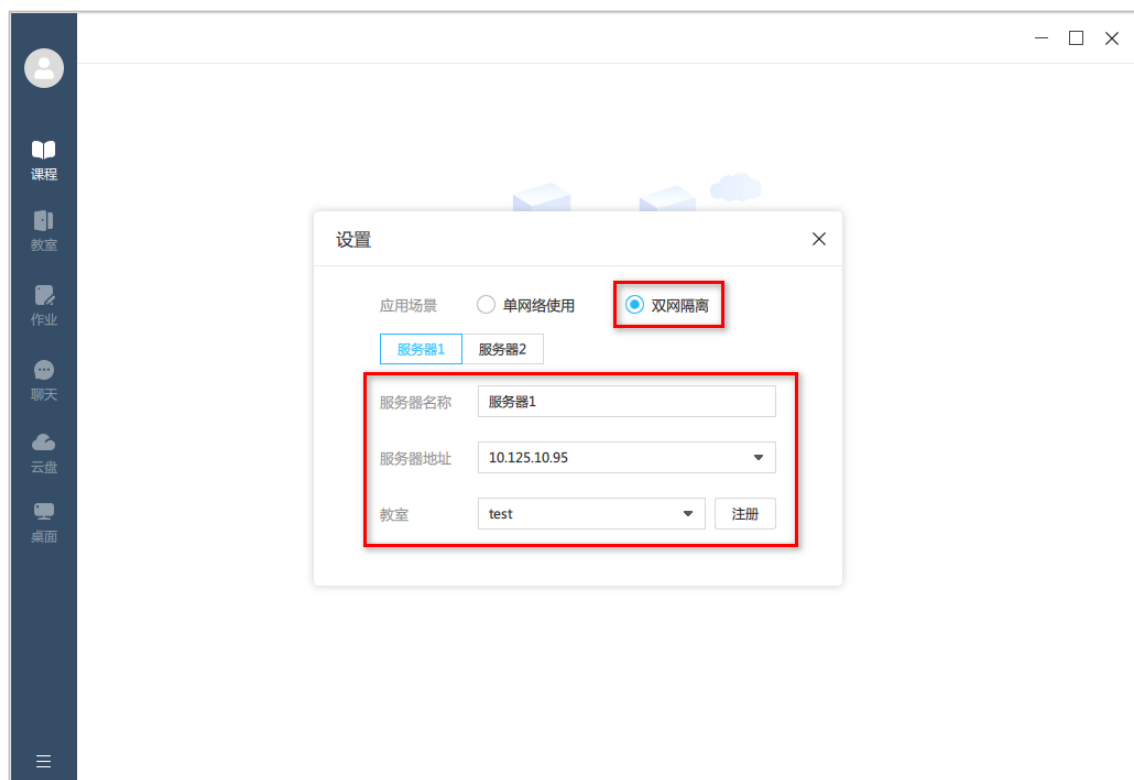 课程
教室
作业
聊天
云盘
桌面
设置
应用场景 单网络使用 双网隔离
服务器1 服务器2
服务器名称 服务器1
服务器地址 10.125.10.95
教室 test 注册